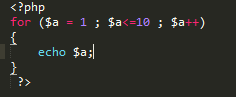 <?php
for ($a = 1 ; $a<=10 ; $a++)
{
    echo $a;
}
 ?>